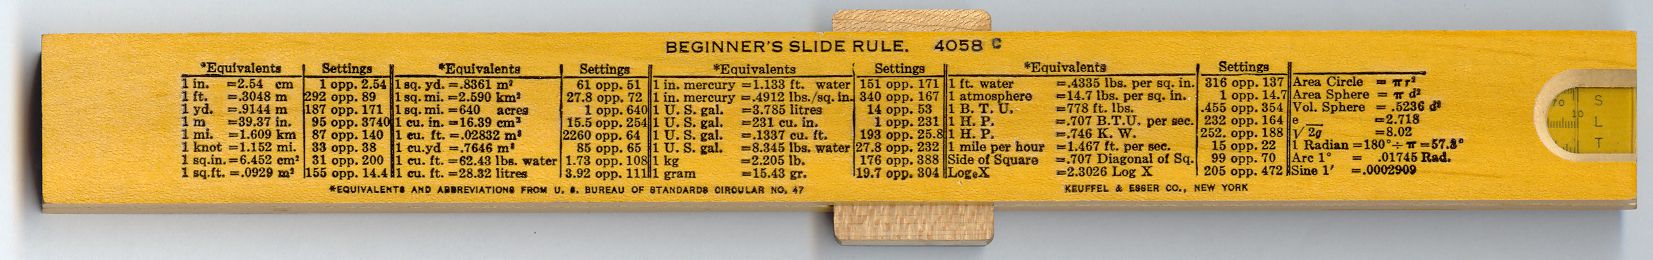 BEGINNER'S SLIDE RULE. 4058 C
*Equivalents Settings *Equivalents Settings *Equivalents Settings *Equivalents Settings
1 in. =2.54 cm 1 opp. 2.54 1 sq. yd. =.8361 m² 61 opp. 51 1 in. mercury =1.133 ft. water 151 opp. 171 1 ft. water =.4335 lbs. per sq. in. 316 opp. 137 Area Circle = π r²
1 ft. =.3048 m 292 opp. 89 1 sq. mi. =2.590 km² 27.8 opp. 72 1 in. mercury =.4912 lbs./sq. in. 340 opp. 167 1 atmosphere =14.7 lbs. per sq. in. 1 opp. 14.7 Area Sphere = π d²
1 yd. =.9144 m 187 opp. 171 1 sq. mi. =640 acres 1 opp. 640 1 U. S. gal. =3.785 litres 14 opp. 53 1 B. T. U. =778 ft. lbs. .455 opp. 354 Vol. Sphere = .5236 d³
1 m =39.37 in. 95 opp. 3740 1 cu. in. =16.39 cm³ 15.5 opp. 254 1 U. S. gal. =231 cu. in. 1 opp. 231 1 H. P. =.707 B.T.U. per sec. 232 opp. 164 e =2.718
1 mi. =1.609 km 87 opp. 140 1 cu. ft. =.02832 m³ 2260 opp. 64 1 U. S. gal. =.1337 cu. ft. 193 opp. 25.8 1 H. P. =.746 K. W. 252. opp. 188 √2g =8.02
1 knot =1.152 mi. 33 opp. 38 1 cu.yd =.7646 m³ 85 opp. 65 1 U. S. gal. =8.345 lbs. water 27.8 opp. 232 1 mile per hour =1.467 ft. per sec. 15 opp. 22 1 Radian =180°÷π=57.3°
1 sq.in. =6.452 cm² 31 opp. 200 1 cu. ft. =62.43 lbs. water 1.73 opp. 108 1 kg =2.205 lb. 176 opp. 388 Side of Square =.707 Diagonal of Sq. 99 opp. 70 Arc 1° = .01745 Rad.
1 sq.ft. =.0929 m² 155 opp. 14.4 1 cu. ft. =28.32 litres 3.92 opp. 111 1 gram =15.43 gr. 19.7 opp. 304 LogₑX =2.3026 Log X 205 opp. 472 Sine 1' =.0002909
*EQUIVALENTS AND ABBREVIATIONS FROM U. S. BUREAU OF STANDARDS CIRCULAR NO. 47 KEUFFEL & ESSER CO., NEW YORK
S
L
T